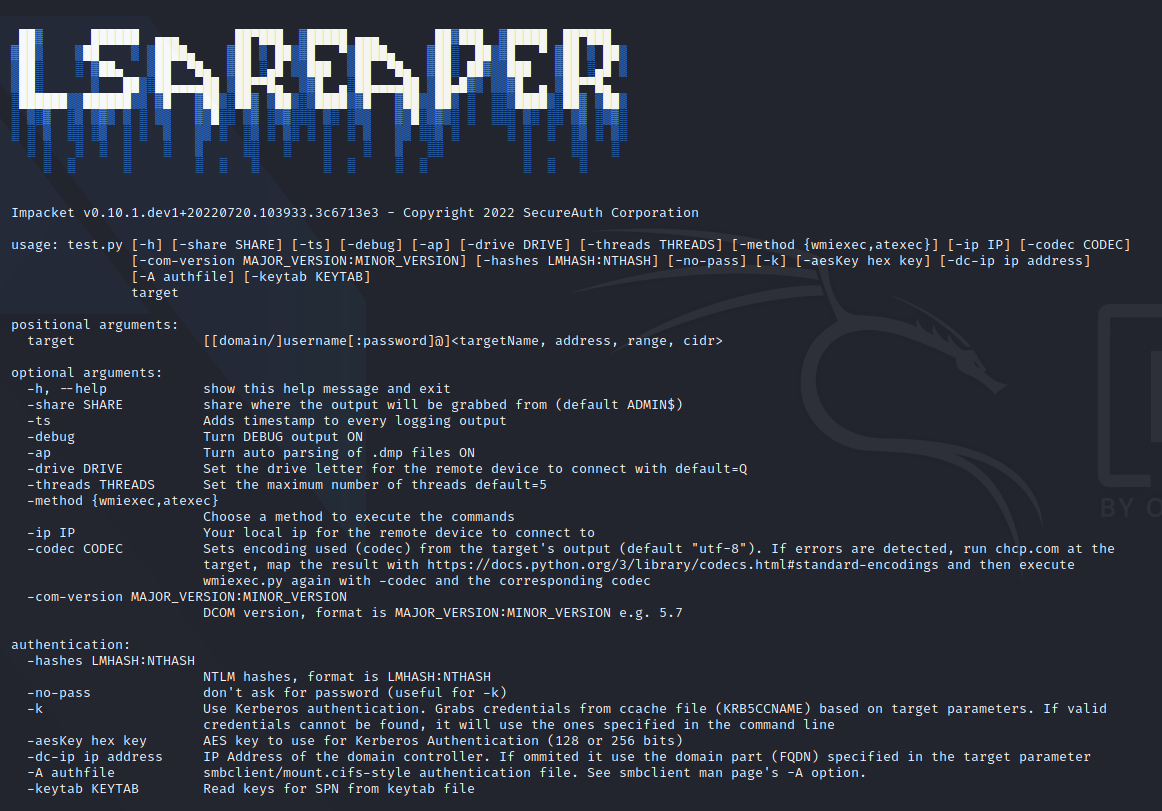 LSAREAPER
Impacket v0.10.1.dev1+20220720.103933.3c6713e3 - Copyright 2022 SecureAuth Corporation
usage: test.py [-h] [-share SHARE] [-ts] [-debug] [-ap] [-drive DRIVE] [-threads THREADS] [-method {wmiexec,atexec}] [-ip IP] [-codec CODEC]
[-com-version MAJOR_VERSION:MINOR_VERSION] [-hashes LMHASH:NTHASH] [-no-pass] [-k] [-aesKey hex key] [-dc-ip ip address]
[-A authfile] [-keytab KEYTAB]
target
positional arguments:
target [[domain/]username[:password]@]<targetName, address, range, cidr>
optional arguments:
-h, --help show this help message and exit
-share SHARE share where the output will be grabbed from (default ADMIN$)
-ts Adds timestamp to every logging output
-debug Turn DEBUG output ON
-ap Turn auto parsing of .dmp files ON
-drive DRIVE Set the drive letter for the remote device to connect with default=Q
-threads THREADS Set the maximum number of threads default=5
-method {wmiexec,atexec}
Choose a method to execute the commands
-ip IP Your local ip for the remote device to connect to
-codec CODEC Sets encoding used (codec) from the target's output (default "utf-8"). If errors are detected, run chcp.com at the
target, map the result with https://docs.python.org/3/library/codecs.html#standard-encodings and then execute
wmiexec.py again with -codec and the corresponding codec
-com-version MAJOR_VERSION:MINOR_VERSION
DCOM version, format is MAJOR_VERSION:MINOR_VERSION e.g. 5.7
authentication:
-hashes LMHASH:NTHASH
NTLM hashes, format is LMHASH:NTHASH
-no-pass don't ask for password (useful for -k)
-k Use Kerberos authentication. Grabs credentials from ccache file (KRB5CCNAME) based on target parameters. If valid
credentials cannot be found, it will use the ones specified in the command line
-aesKey hex key AES key to use for Kerberos Authentication (128 or 256 bits)
-dc-ip ip address IP Address of the domain controller. If ommited it use the domain part (FQDN) specified in the target parameter
-A authfile smbclient/mount.cifs-style authentication file. See smbclient man page's -A option.
-keytab KEYTAB Read keys for SPN from keytab file
BY